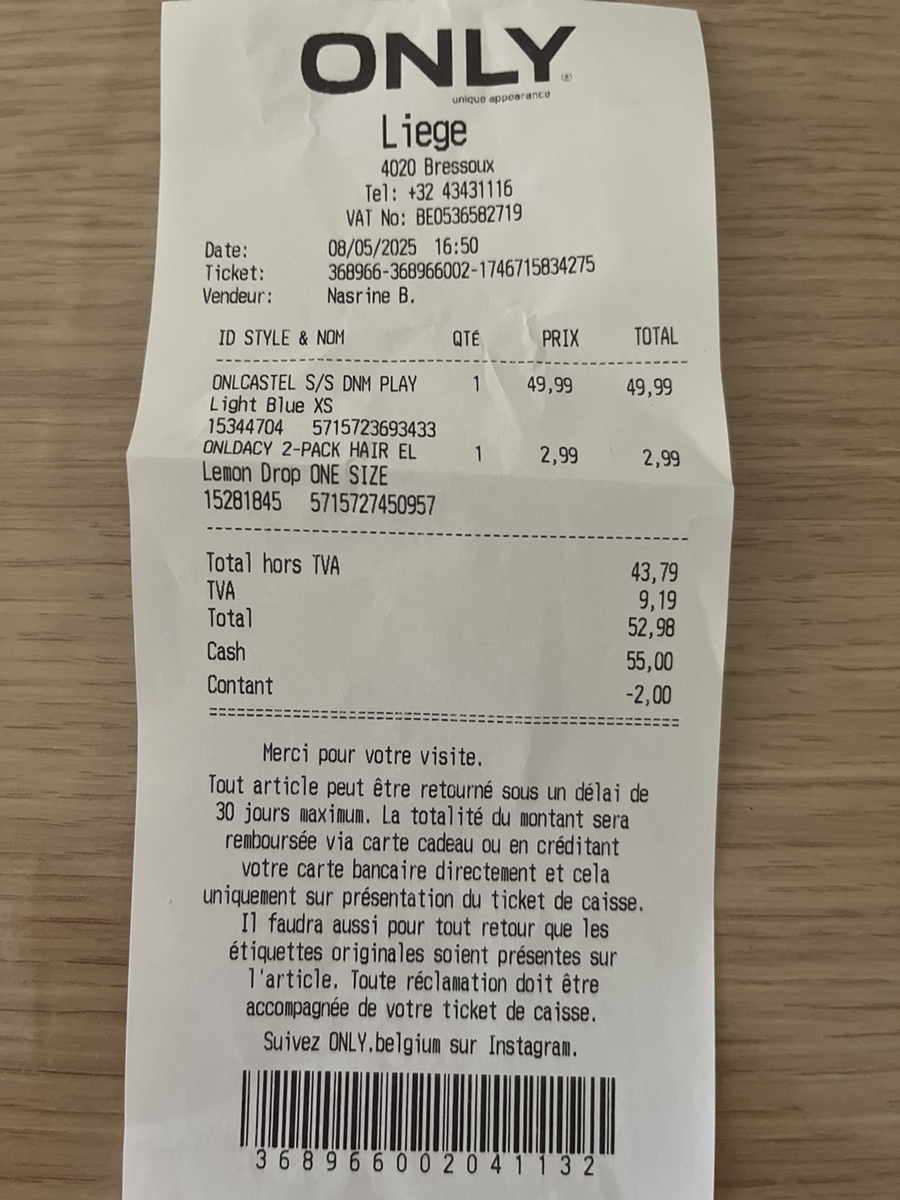 ONLY
unique appearance
Liege
4020 Bressoux
Tel: +32 43431116
VAT No: BE0536582719
Date: 08/05/2025 16:50
Ticket: 368966-368966002-1746715834275
Vendeur: Nasrine B.
ID STYLE & NOM QTÉ PRIX TOTAL
ONLCASTEL S/S DNM PLAY 1 49,99 49,99
Light Blue XS
15344704 5715723693433
ONLDACY 2-PACK HAIR EL 1 2,99 2,99
Lemon Drop ONE SIZE
15281845 5715727450957
Total hors TVA 43,79
TVA 9,19
Total 52,98
Cash 55,00
Contant -2,00
Merci pour votre visite.
Tout article peut être retourné sous un délai de
30 jours maximum. La totalité du montant sera
remboursée via carte cadeau ou en créditant
votre carte bancaire directement et cela
uniquement sur présentation du ticket de caisse.
Il faudra aussi pour tout retour que les
étiquettes originales soient présentes sur
l'article. Toute réclamation doit être
accompagnée de votre ticket de caisse.
Suivez ONLY.belgium sur Instagram.
368966002041132